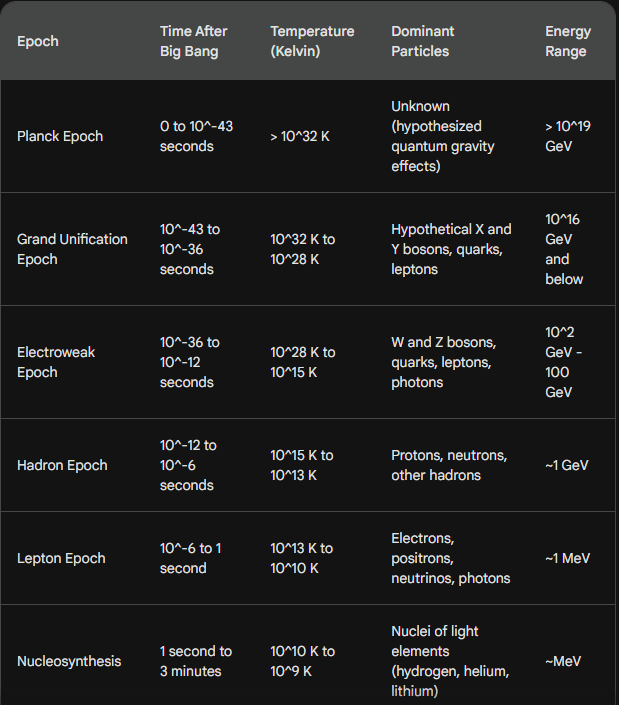 Epoch
Time After
Big Bang
Temperature
(Kelvin)
Dominant
Particles
Energy
Range
Planck Epoch
0 to 10^-43
seconds
> 10^32 K
Unknown
(hypothesized
quantum gravity
effects)
> 10^19
GeV
Grand Unification
Epoch
10^-43 to
10^-36
seconds
10^32 K to
10^28 K
Hypothetical X and
Y bosons, quarks,
leptons
10^16
GeV
and
below
Electroweak
Epoch
10^-36 to
10^-12
seconds
10^28 K to
10^15 K
W and Z bosons,
quarks, leptons,
photons
10^2
GeV -
100
GeV
Hadron Epoch
10^-12 to
10^-6
seconds
10^15 K to
10^13 K
Protons, neutrons,
other hadrons
~1 GeV
Lepton Epoch
10^-6 to 1
second
10^13 K to
10^10 K
Electrons,
positrons,
neutrinos, photons
~1 MeV
Nucleosynthesis
1 second to
3 minutes
10^10 K to
10^9 K
Nuclei of light
elements
(hydrogen, helium,
lithium)
~MeV